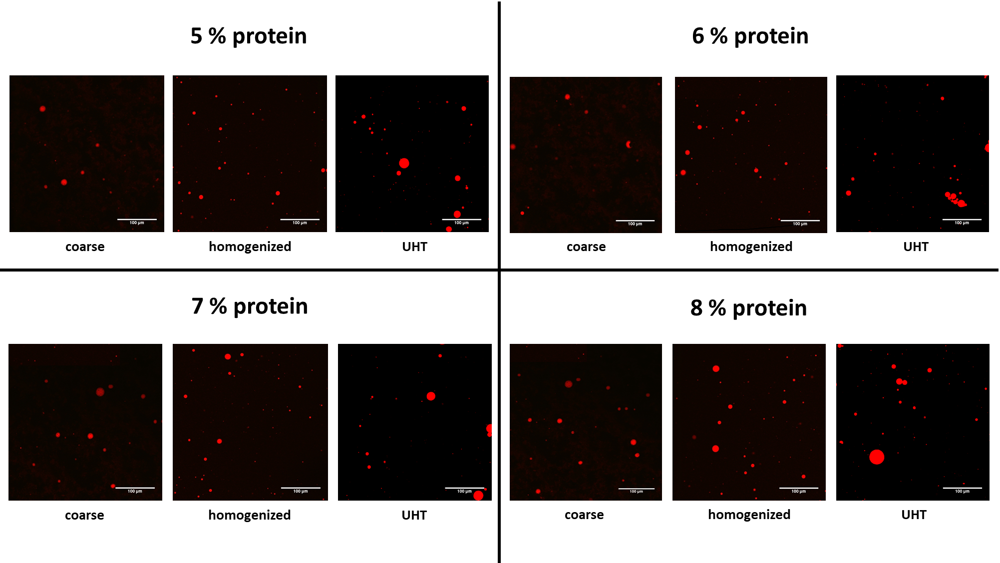 5 % protein
100 µm
100 µm
100 µm
coarse
homogenized
UHT
6 % protein
100 µm
100 µm
100 µm
coarse
homogenized
UHT
7 % protein
100 µm
100 µm
100 µm
coarse
homogenized
UHT
8 % protein
100 µm
100 µm
100 µm
coarse
homogenized
UHT